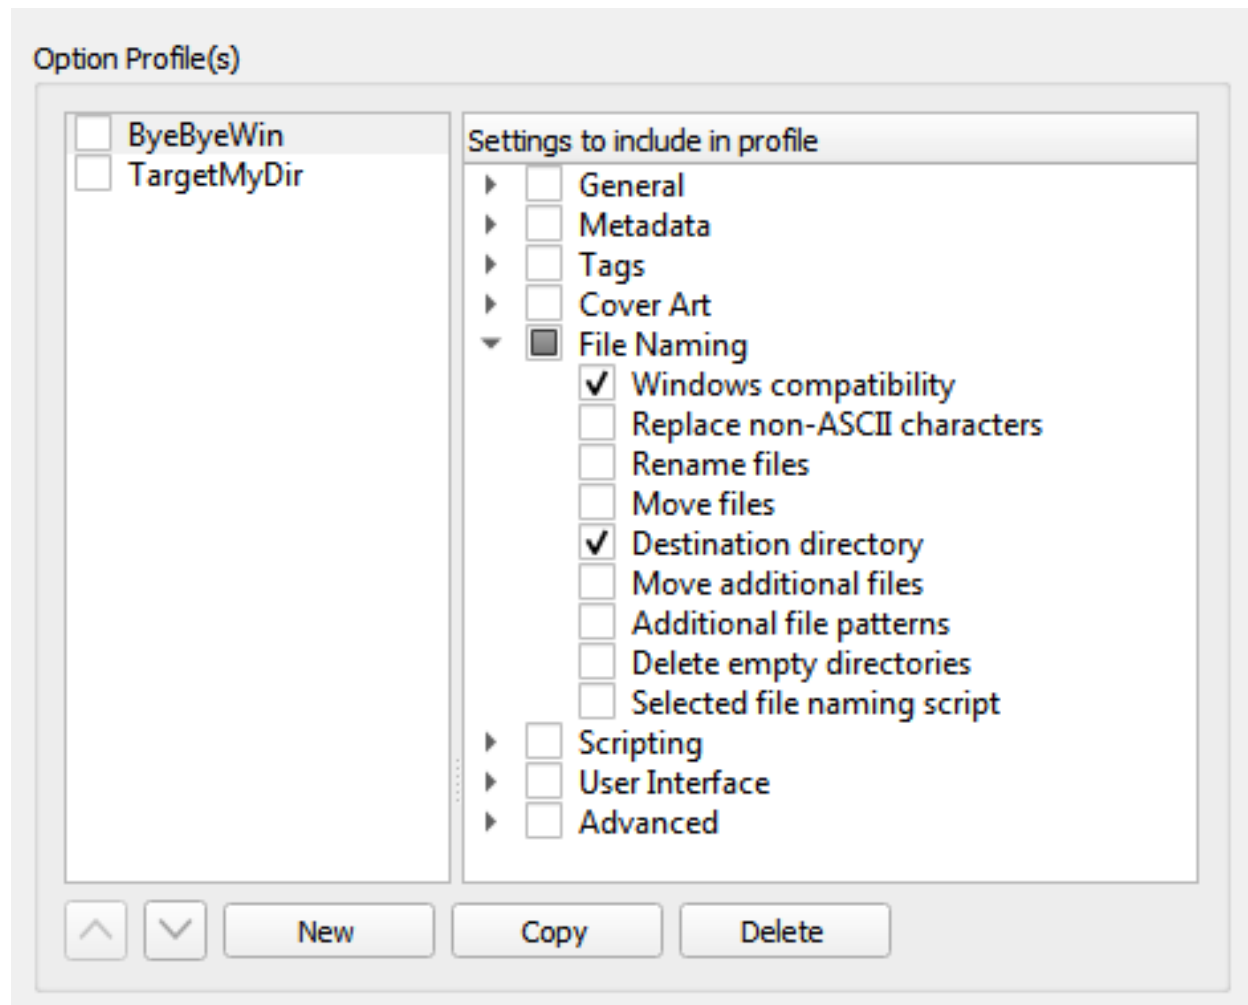 Option Profile(s)
ByeByeWin
TargetMyDir
Settings to include in profile
General
Metadata
Tags
Cover Art
File Naming
Windows compatibility
Replace non-ASCII characters
Rename files
Move files
Destination directory
Move additional files
Additional file patterns
Delete empty directories
Selected file naming script
Scripting
User Interface
Advanced
New
Copy
Delete